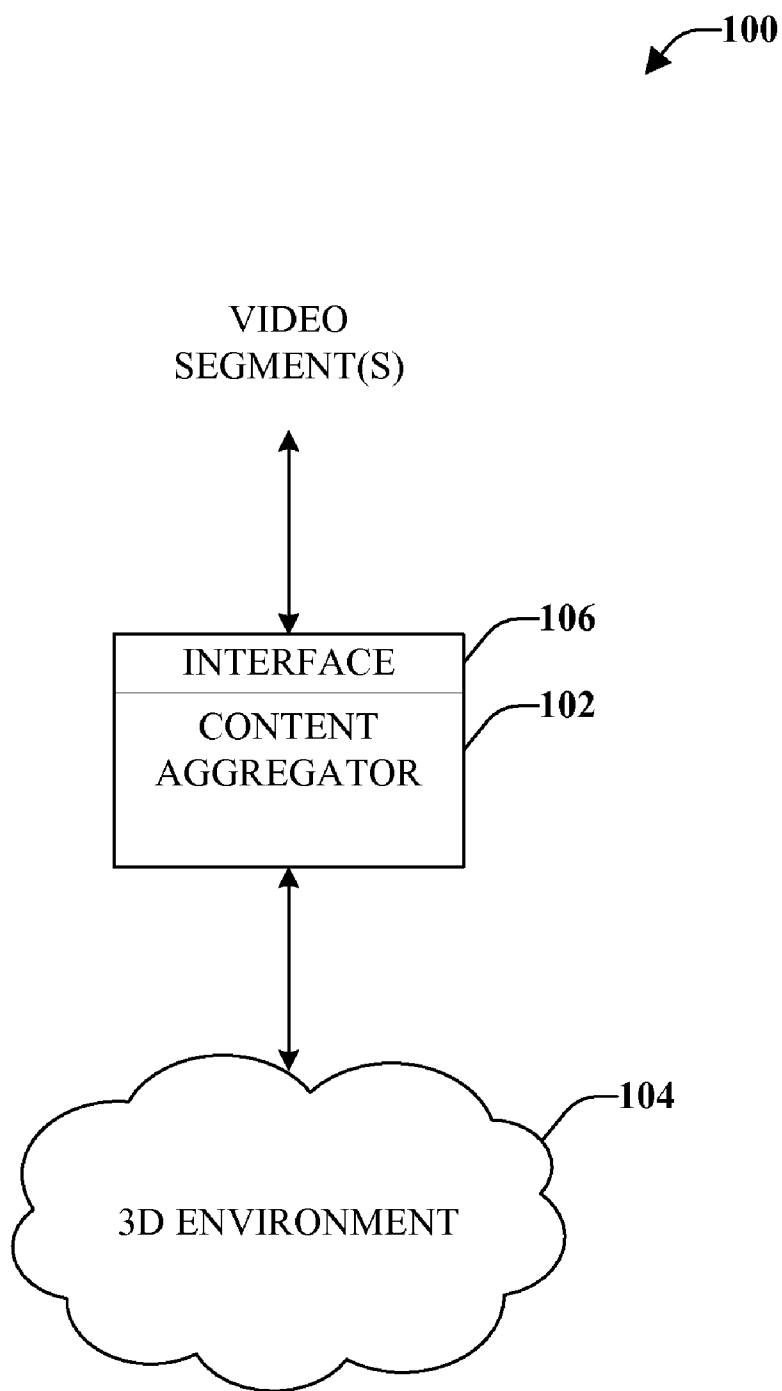 100
VIDEO
SEGMENT(S)
106
INTERFACE
102
CONTENT
AGGREGATOR
104
3D ENVIRONMENT